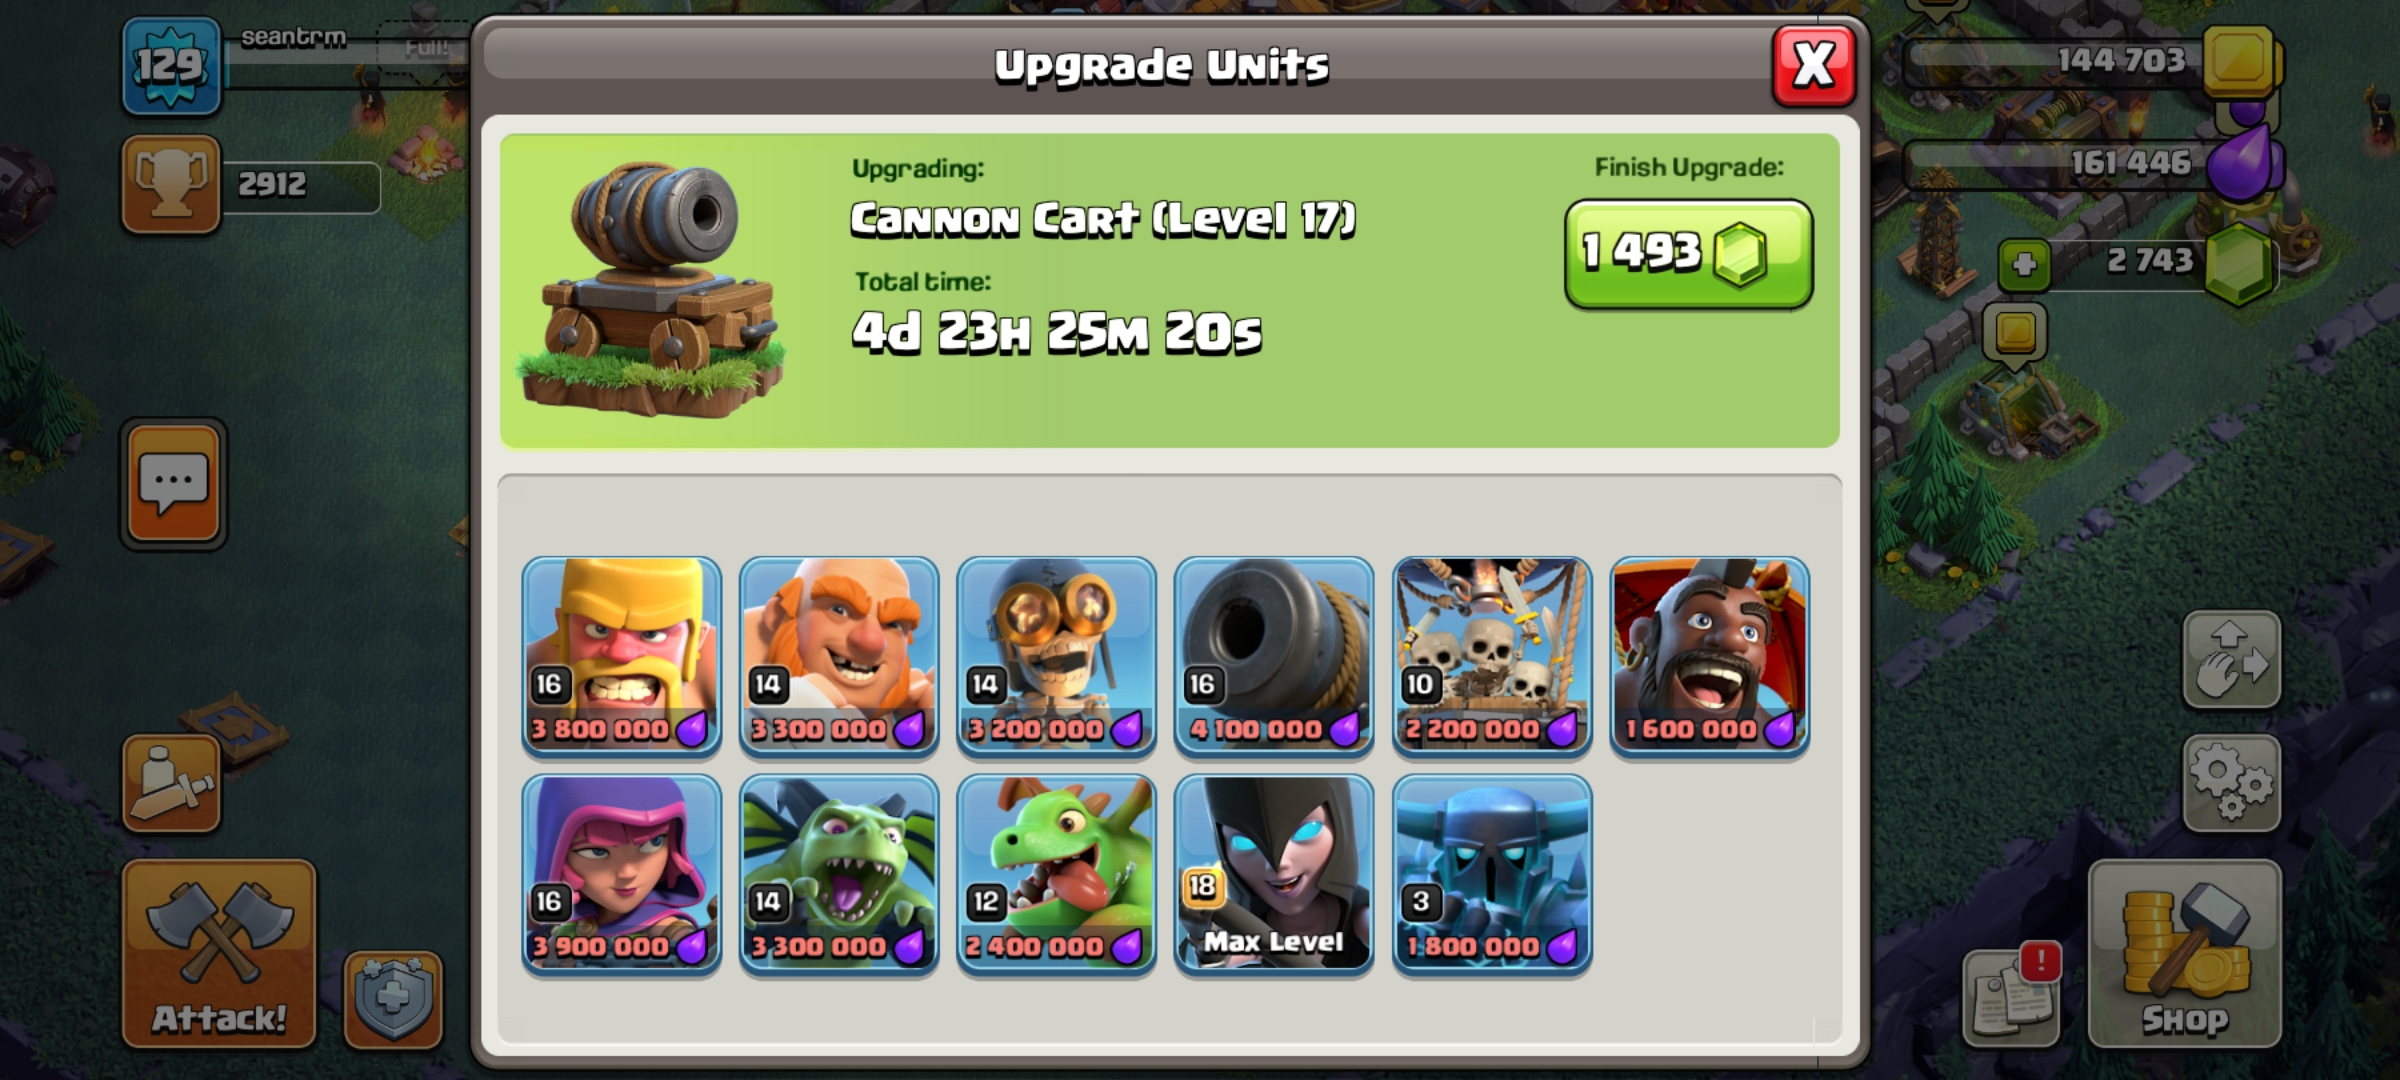 129
seantrm
Full!
2912
Upgrade Units
X
144 703
161 446
2 743
Upgrading:
Cannon Cart (Level 17)
Total time:
4d 23H 25M 20s
Finish Upgrade:
1 493
16
3 800 000
14
3 300 000
14
3 200 000
16
4 100 000
10
2 200 000
1 600 000
16
3 900 000
14
3 300 000
12
2 400 000
18
Max Level
3
1 800 000
Attack!
!
Shop